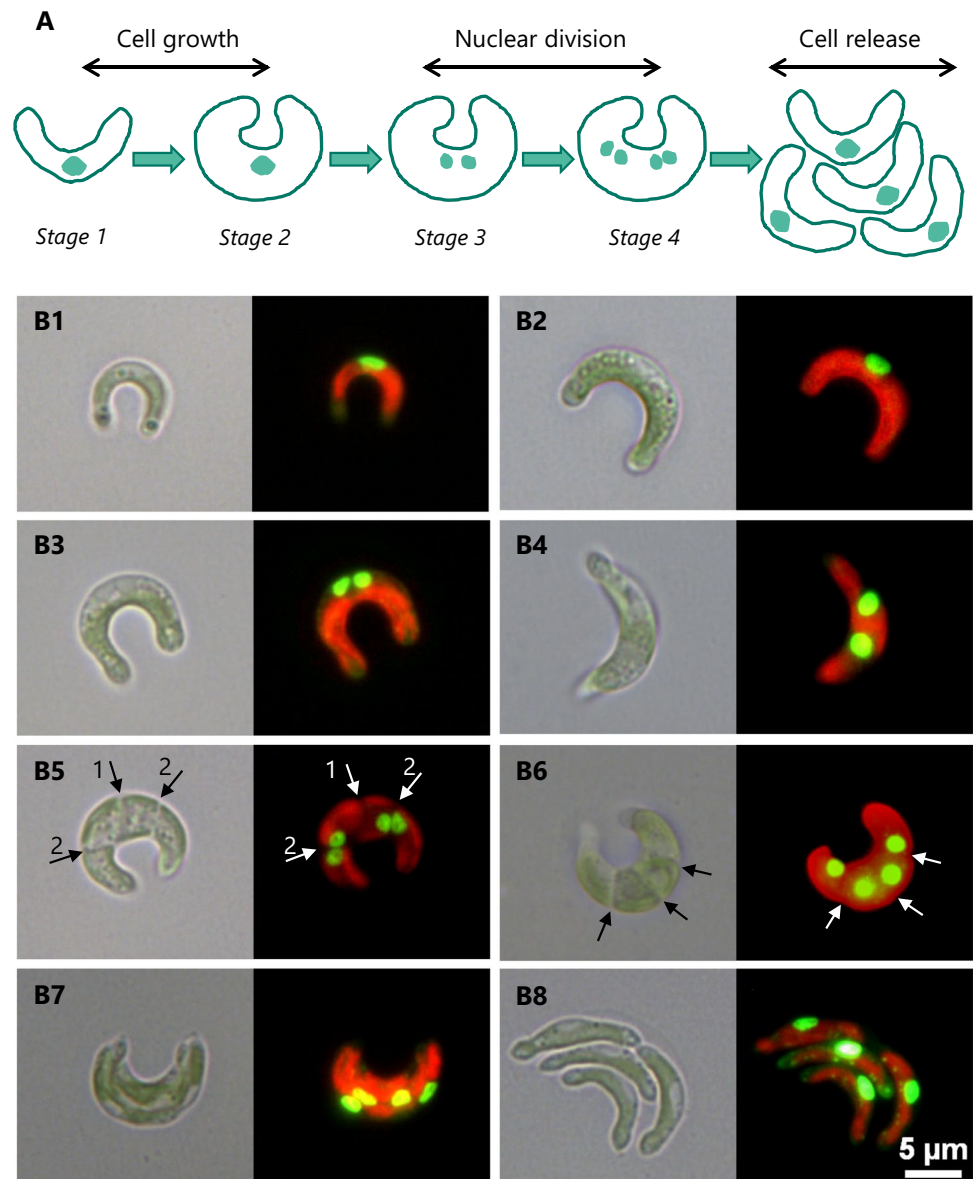 A
Cell growth
Nuclear division
Cell release
Stage 1
Stage 2
Stage 3
Stage 4
B1
B2
B3
B4
B5
1
2
2
1
2
2
B6
B7
B8
5 µm